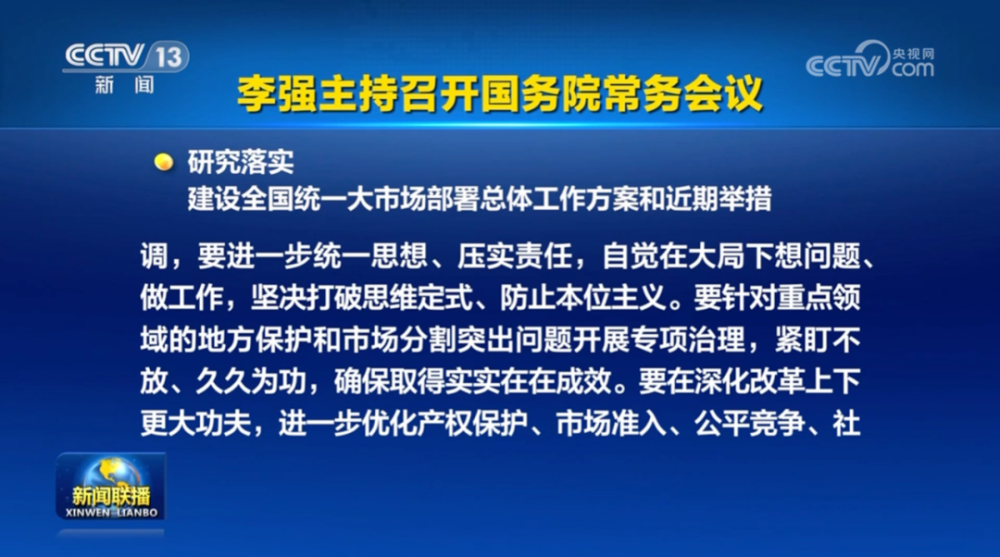 CCTV 13
新闻
CCTV 央视网
com
李强主持召开国务院常务会议
研究落实
建设全国统一大市场部署总体工作方案和近期举措
调，要进一步统一思想、压实责任，自觉在大局下想问题、
做工作，坚决打破思维定式、防止本位主义。要针对重点领
域的地方保护和市场分割突出问题开展专项治理，紧盯不
放、久久为功，确保取得实实在在成效。要在深化改革上下
更大功夫，进一步优化产权保护、市场准入、公平竞争、社
新闻联播
XINWEN LIANBO